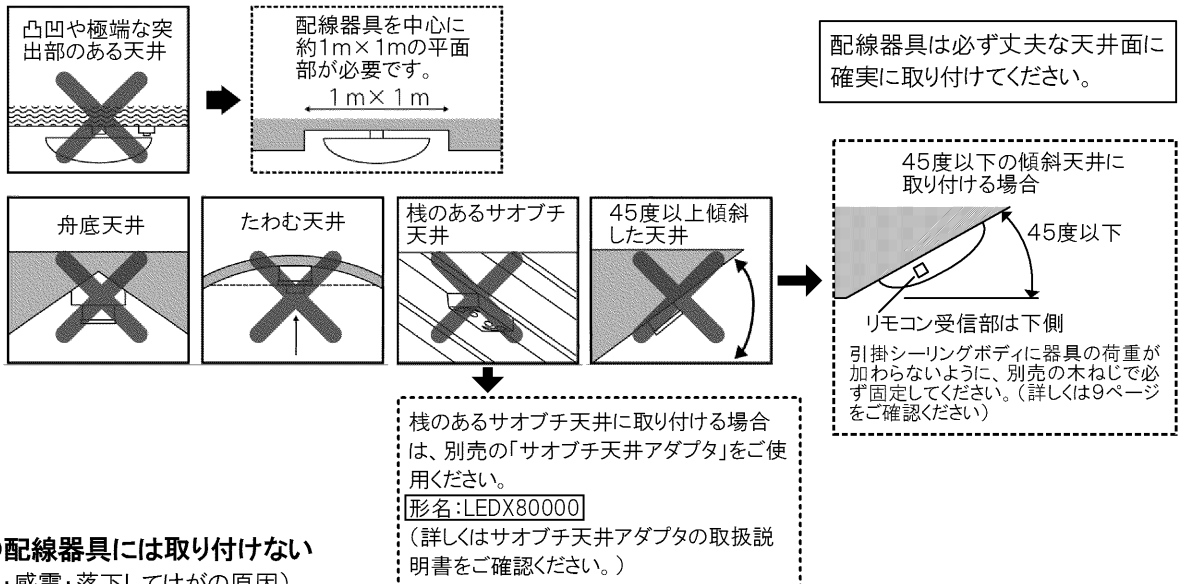 凸凹や極端な突
出部のある天井
配線器具を中心に
約1m×1mの平面
部が必要です。
1m×1m
配線器具は必ず丈夫な天井面に
確実に取り付けてください。
舟底天井
たわむ天井
桟のあるサオブチ
天井
45度以上傾斜
した天井
45度以下の傾斜天井に
取り付ける場合
45度以下
リモコン受信部は下側
引掛シーリングボディに器具の荷重が
加わらないように、別売の木ねじで必
ず固定してください。(詳しくは9ページ
をご確認ください)
桟のあるサオブチ天井に取り付ける場合
は、別売の「サオブチ天井アダプタ」をご使
用ください。
形名:LEDX80000
(詳しくはサオブチ天井アダプタの取扱説
明書をご確認ください。)
配線器具には取り付けない
・感電・落下してけがの原因)